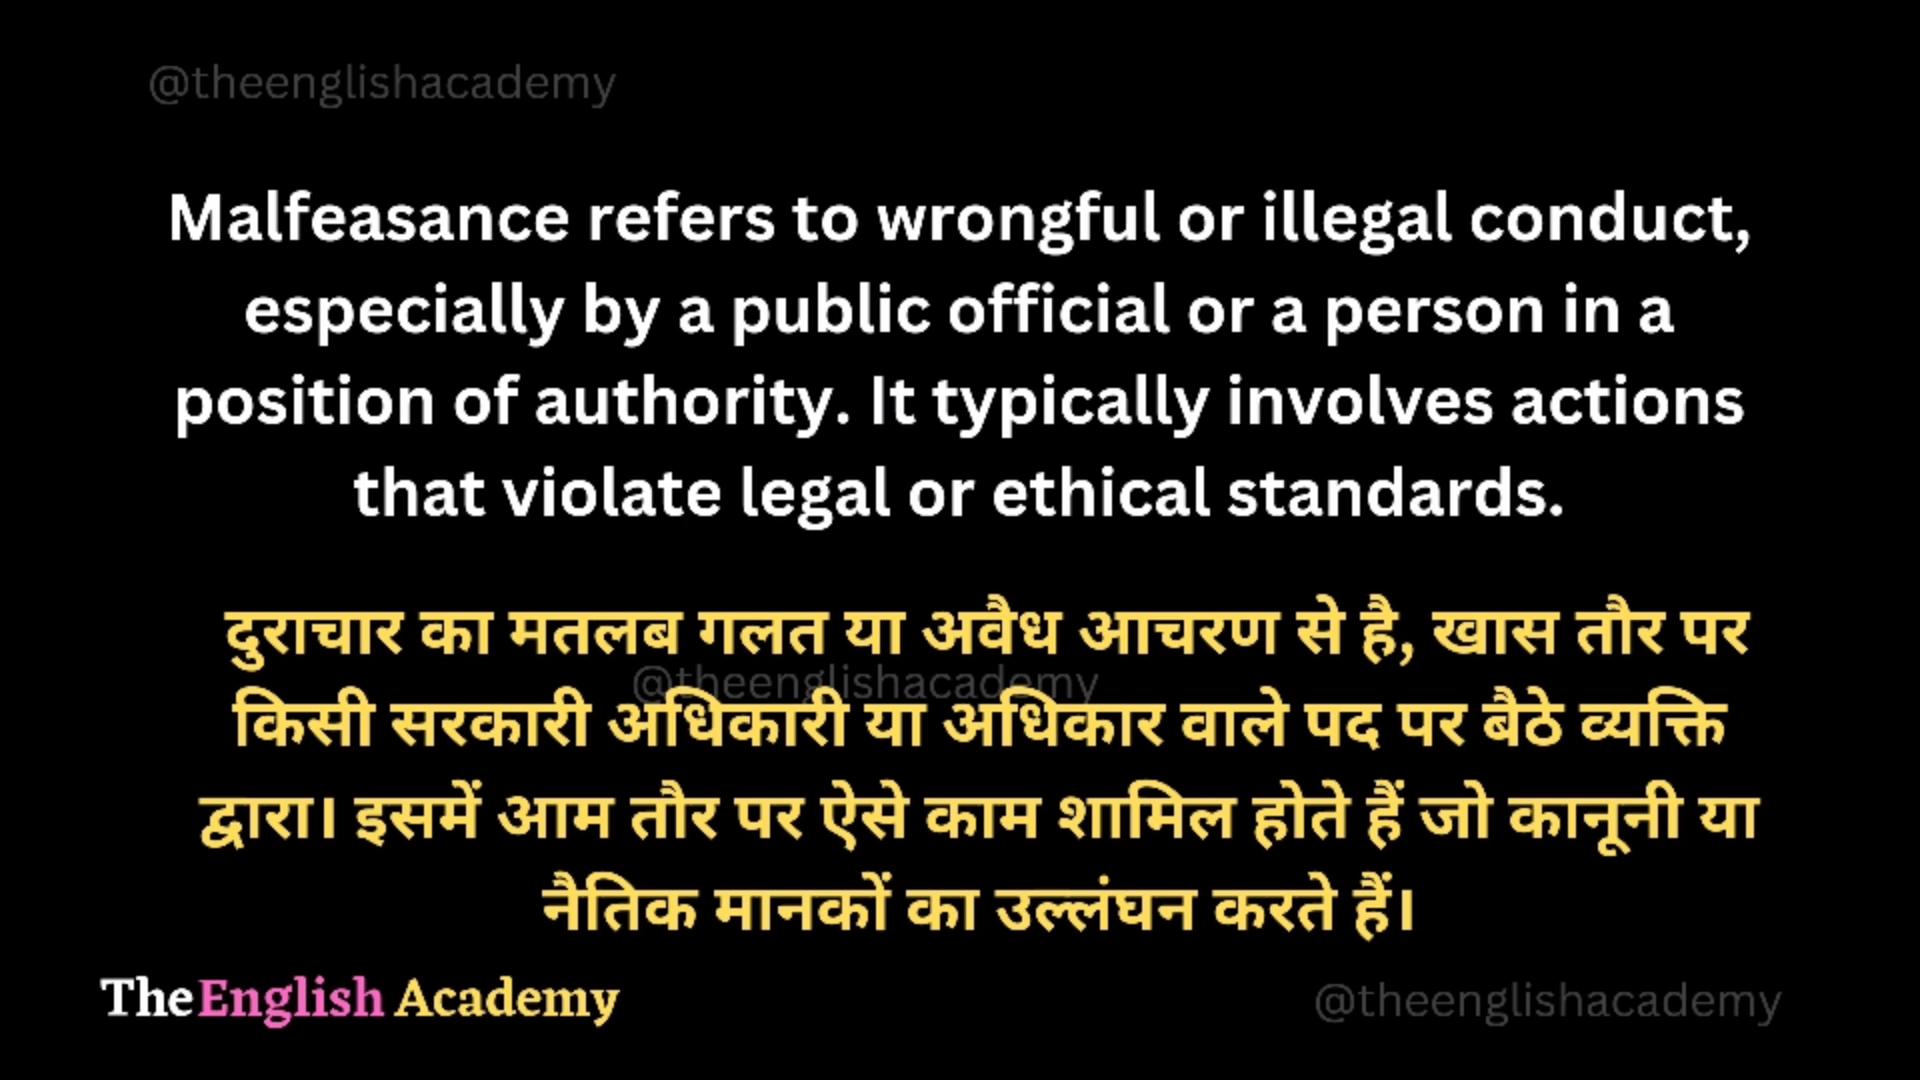 @theenglishacademy
Malfeasance refers to wrongful or illegal conduct,
especially by a public official or a person in a
position of authority. It typically involves actions
that violate legal or ethical standards.
दुराचार का मतलब गलत या अवैध आचरण से है, खास तौर पर
@theenglishacademy
किसी सरकारी अधिकारी या अधिकार वाले पद पर बैठे व्यक्ति
द्वारा। इसमें आम तौर पर ऐसे काम शामिल होते हैं जो कानूनी या
नैतिक मानकों का उल्लंघन करते हैं।
The English Academy
@theenglishacademy